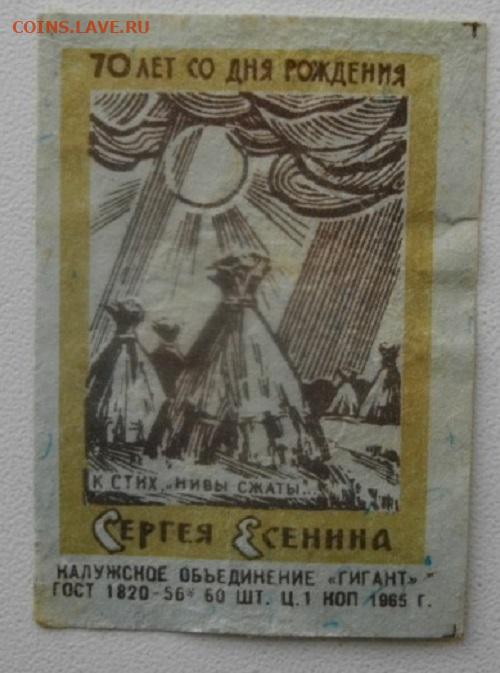 COINS.LAVE.RU
70 ЛЕТ СО ДНЯ РОЖДЕНИЯ
К СТИХ. „НИВЫ СЖАТЫ"...
СЕРГЕЯ ЕСЕНИНА
КАЛУЖСКОЕ ОБЪЕДИНЕНИЕ «ГИГАНТ»
ГОСТ 1820-56* 60 ШТ. Ц. 1 КОП 1965 Г.